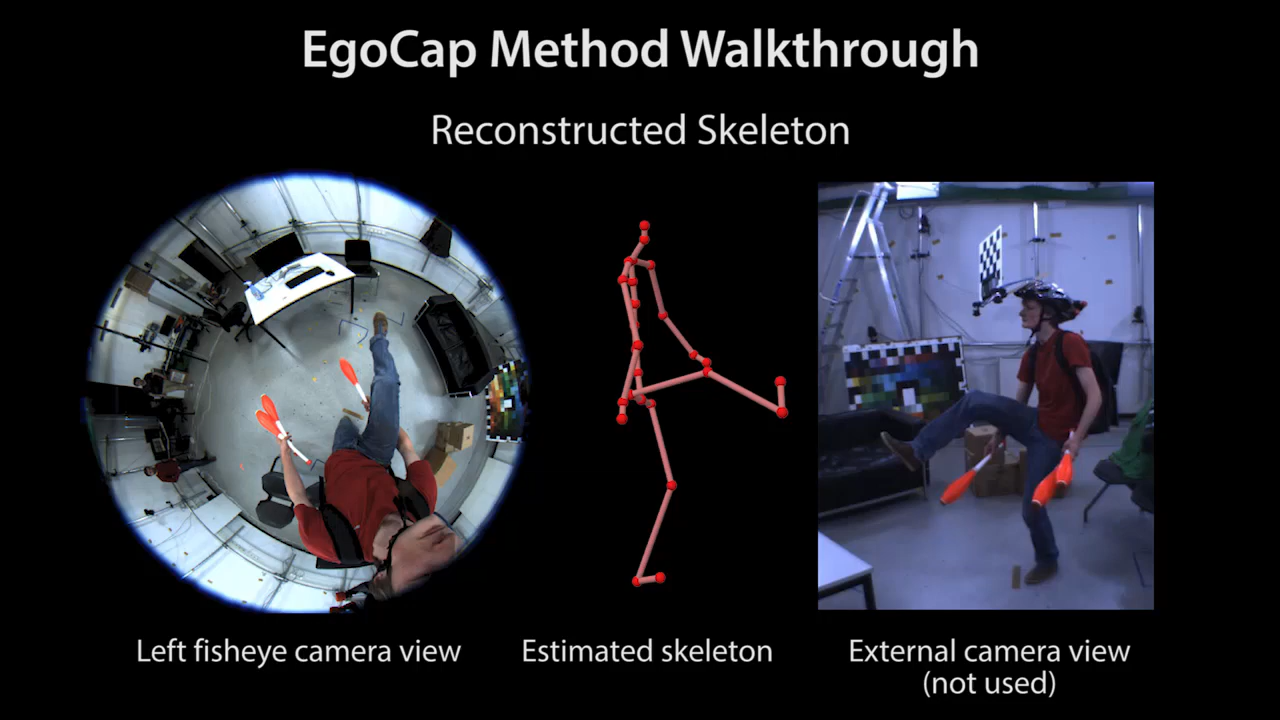 EgoCap Method Walkthrough
Reconstructed Skeleton
Left fisheye camera view
Estimated skeleton
External camera view
(not used)